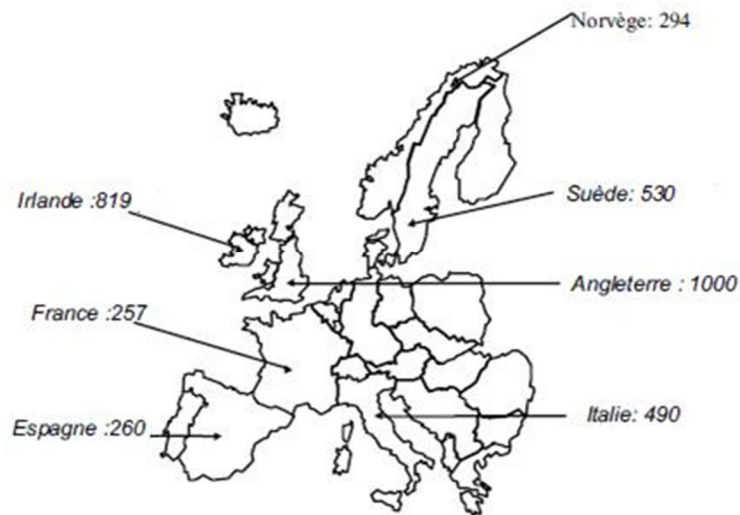 Norvège: 294
Irlande :819
Suède: 530
Angleterre : 1000
France :257
Italie: 490
Espagne :260